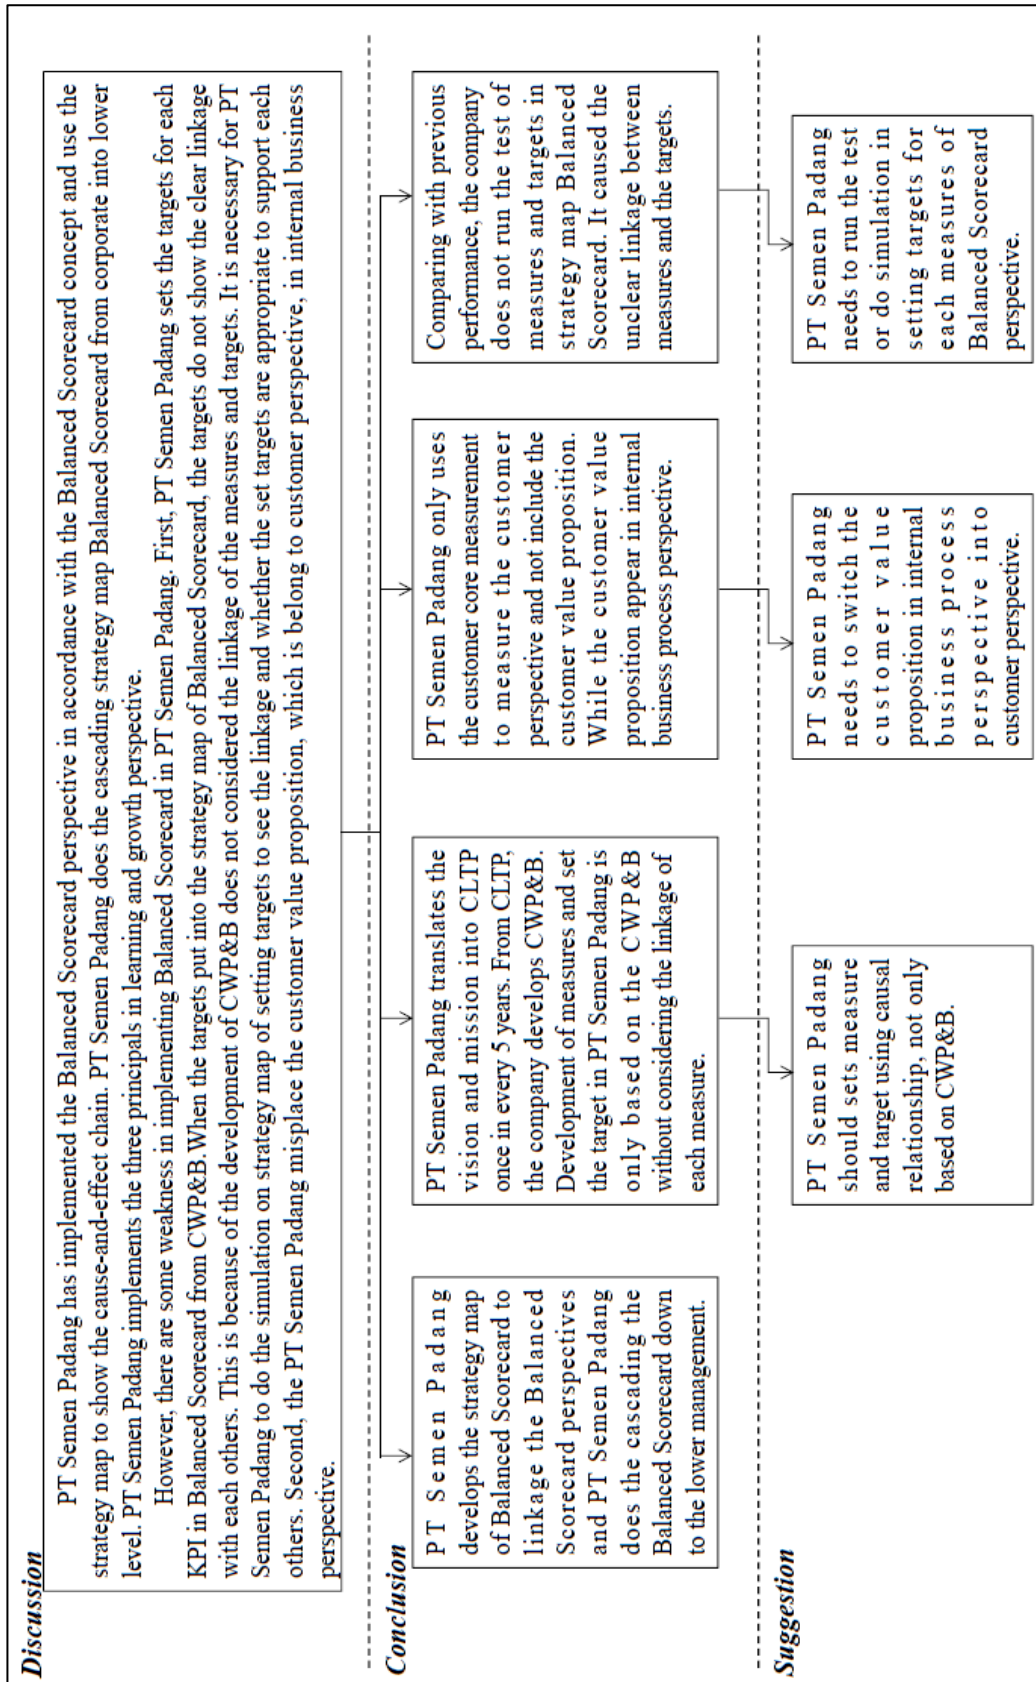 Discussion
PT Semen Padang has implemented the Balanced Scorecard perspective in accordance with the Balanced Scorecard concept and use the
strategy map to show the cause-and-effect chain. PT Semen Padang does the cascading strategy map Balanced Scorecard from corporate into lower
level. PT Semen Padang implements the three principals in learning and growth perspective.
However, there are some weakness in implementing Balanced Scorecard in PT Semen Padang. First, PT Semen Padang sets the targets for each
KPI in Balanced Scorecard from CWP&B.When the targets put into the strategy map of Balanced Scorecard, the targets do not show the clear linkage
with each others. This is because of the development of CWP&B does not considered the linkage of the measures and targets. It is necessary for PT
Semen Padang to do the simulation on strategy map of setting targets to see the linkage and whether the set targets are appropriate to support each
others. Second, the PT Semen Padang misplace the customer value proposition, which is belong to customer perspective, in internal business
perspective.
Conclusion
PT Semen Padang
develops the strategy map
of Balanced Scorecard to
linkage the Balanced
Scorecard perspectives
and PT Semen Padang
does the cascading the
Balanced Scorecard down
to the lower management.
PT Semen Padang translates the
vision and mission into CLTP
once in every 5 years. From CLTP,
the company develops CWP&B.
Development of measures and set
the target in PT Semen Padang is
only based on the CWP&B
without considering the linkage of
each measure.
PT Semen Padang only uses
the customer core measurement
to measure the customer
perspective and not include the
customer value proposition.
While the customer value
proposition appear in internal
business process perspective.
Comparing with previous
performance, the company
does not run the test of
measures and targets in
strategy map Balanced
Scorecard. It caused the
unclear linkage between
measures and the targets.
Suggestion
PT Semen Padang
should sets measure
and target using causal
relationship, not only
based on CWP&B.
PT Semen Padang
needs to switch the
customer value
proposition in internal
business process
perspective into
customer perspective.
PT Semen Padang
needs to run the test
or do simulation in
setting targets for
each measures of
Balanced Scorecard
perspective.